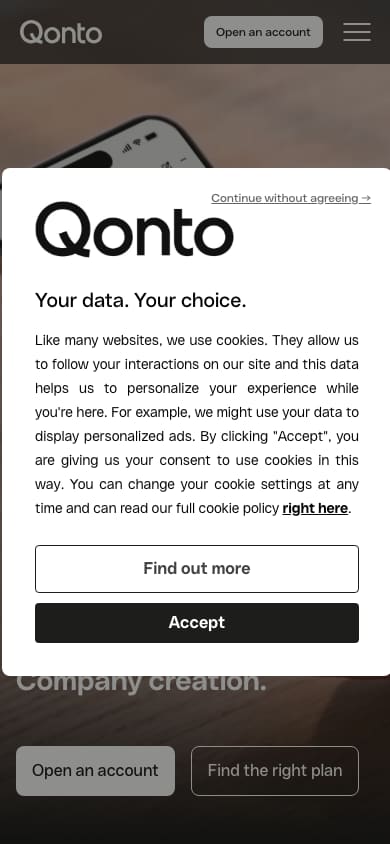 Qonto
Open an account
Continue without agreeing →
Qonto
Your data. Your choice.
Like many websites, we use cookies. They allow us
to follow your interactions on our site and this data
helps us to personalize your experience while
you're here. For example, we might use your data to
display personalized ads. By clicking "Accept", you
are giving us your consent to use cookies in this
way. You can change your cookie settings at any
time and can read our full cookie policy right here.
Find out more
Accept
Company creation.
Open an account
Find the right plan